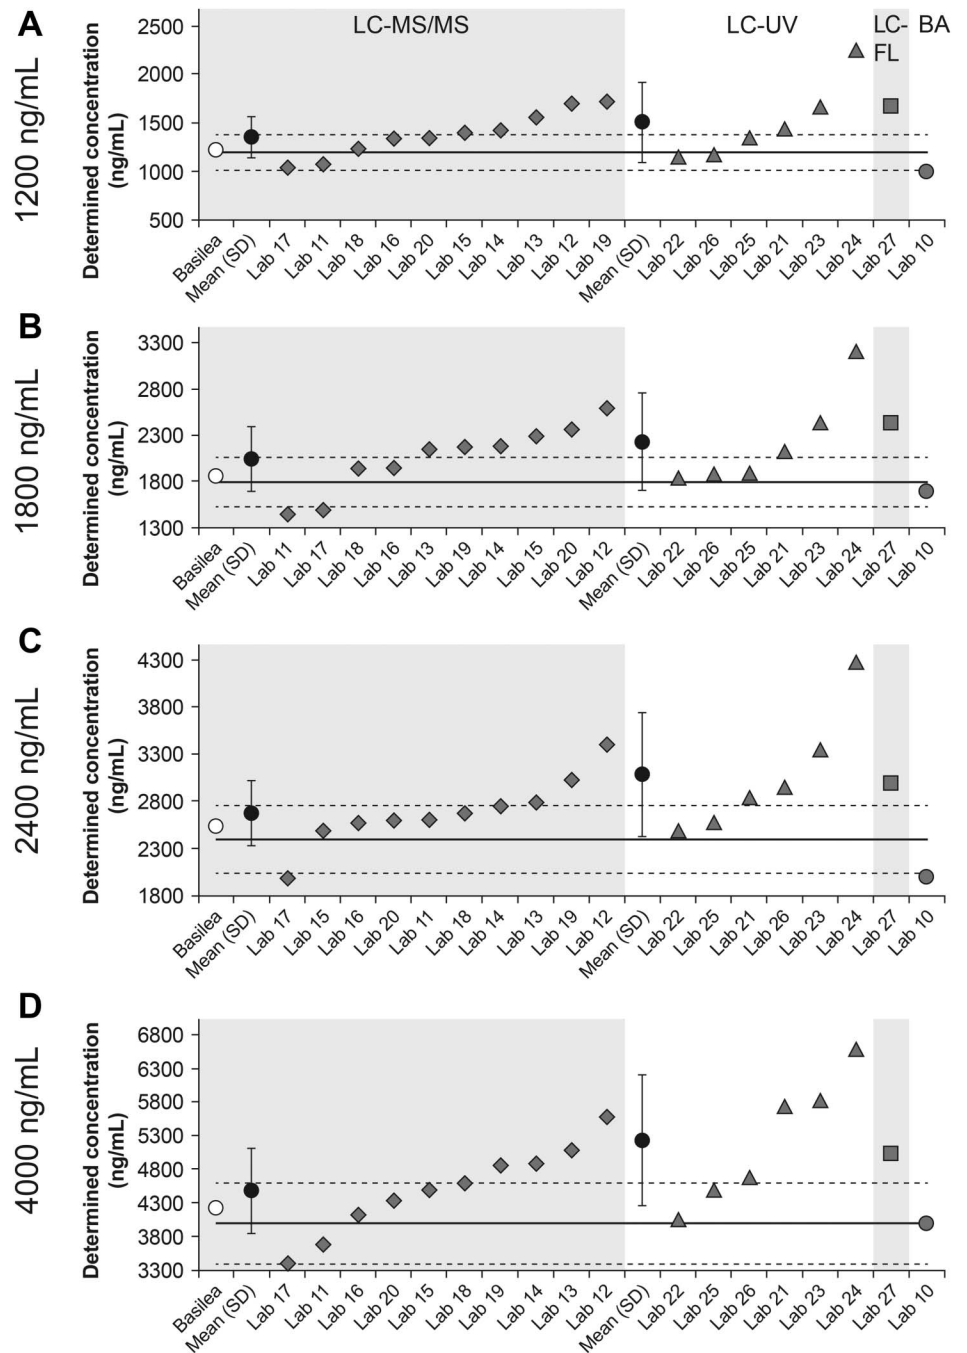 A
1200 ng/mL
Determined concentration
(ng/mL)
LC-MS/MS
LC-UV
LC-
FL
BA
2500
2000
1500
1000
500
Basilea
Mean (SD)
Lab 17
Lab 11
Lab 18
Lab 16
Lab 20
Lab 15
Lab 14
Lab 13
Lab 12
Lab 19
Mean (SD)
Lab 22
Lab 26
Lab 25
Lab 21
Lab 23
Lab 24
Lab 27
Lab 10
B
1800 ng/mL
Determined concentration
(ng/mL)
3300
2800
2300
1800
1300
Basilea
Mean (SD)
Lab 11
Lab 17
Lab 18
Lab 16
Lab 13
Lab 19
Lab 14
Lab 15
Lab 20
Lab 12
Mean (SD)
Lab 22
Lab 26
Lab 25
Lab 21
Lab 23
Lab 24
Lab 27
Lab 10
C
2400 ng/mL
Determined concentration
(ng/mL)
4300
3800
3300
2800
2300
1800
Basilea
Mean (SD)
Lab 17
Lab 15
Lab 16
Lab 20
Lab 11
Lab 18
Lab 14
Lab 13
Lab 19
Lab 12
Mean (SD)
Lab 22
Lab 25
Lab 21
Lab 26
Lab 23
Lab 24
Lab 27
Lab 10
D
4000 ng/mL
Determined concentration
(ng/mL)
6800
6300
5800
5300
4800
4300
3800
3300
Basilea
Mean (SD)
Lab 17
Lab 11
Lab 16
Lab 20
Lab 15
Lab 18
Lab 19
Lab 14
Lab 13
Lab 12
Mean (SD)
Lab 22
Lab 25
Lab 26
Lab 21
Lab 23
Lab 24
Lab 27
Lab 10